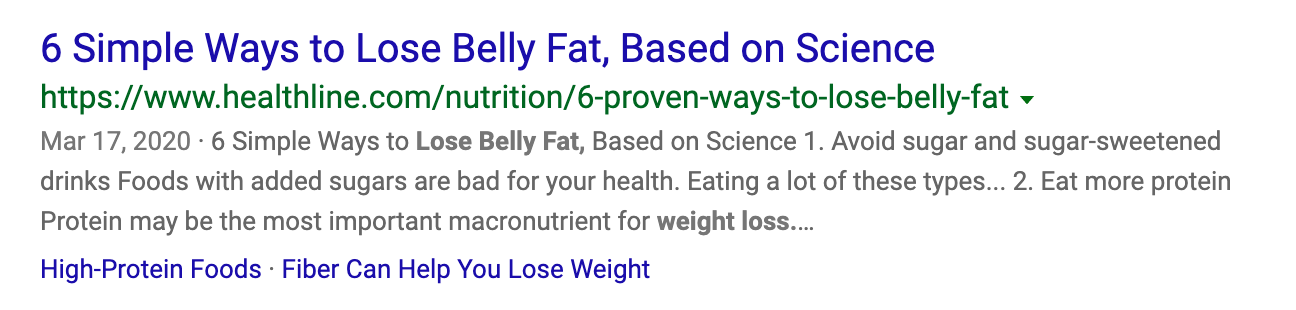 6 Simple Ways to Lose Belly Fat, Based on Science
https://www.healthline.com/nutrition/6-proven-ways-to-lose-belly-fat
Mar 17, 2020 · 6 Simple Ways to Lose Belly Fat, Based on Science 1. Avoid sugar and sugar-sweetened
drinks Foods with added sugars are bad for your health. Eating a lot of these types... 2. Eat more protein
Protein may be the most important macronutrient for weight loss.…
High-Protein Foods · Fiber Can Help You Lose Weight